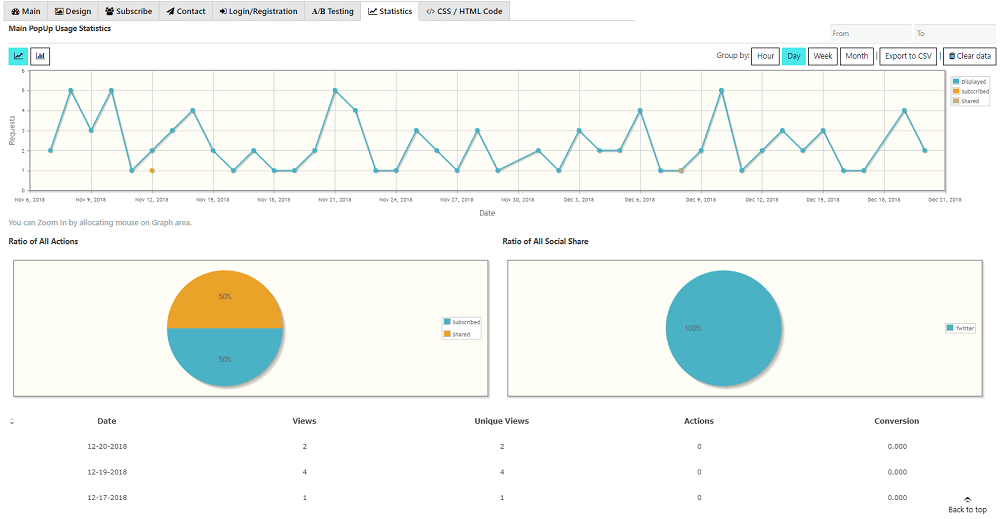 Main Design Subscribe Contact Login/Registration A/B Testing Statistics </> CSS / HTML Code
Main PopUp Usage Statistics
From To
Group by: Hour Day Week Month | Export to CSV | Clear data
6
5
4
3
2
1
0
Requests
Nov 6, 2018 Nov 9, 2018 Nov 12, 2018 Nov 15, 2018 Nov 18, 2018 Nov 21, 2018 Nov 24, 2018 Nov 27, 2018 Nov 30, 2018 Dec 3, 2018 Dec 6, 2018 Dec 9, 2018 Dec 12, 2018 Dec 15, 2018 Dec 18, 2018 Dec 21, 2018
Date
Displayed
Subscribed
Shared
You can Zoom In by allocating mouse on Graph area.
Ratio of All Actions
50%
50%
Subscribed
Shared
Ratio of All Social Share
100%
Twitter
Date Views Unique Views Actions Conversion
12-20-2018 2 2 0 0.000
12-19-2018 4 4 0 0.000
12-17-2018 1 1 0 0.000
Back to top